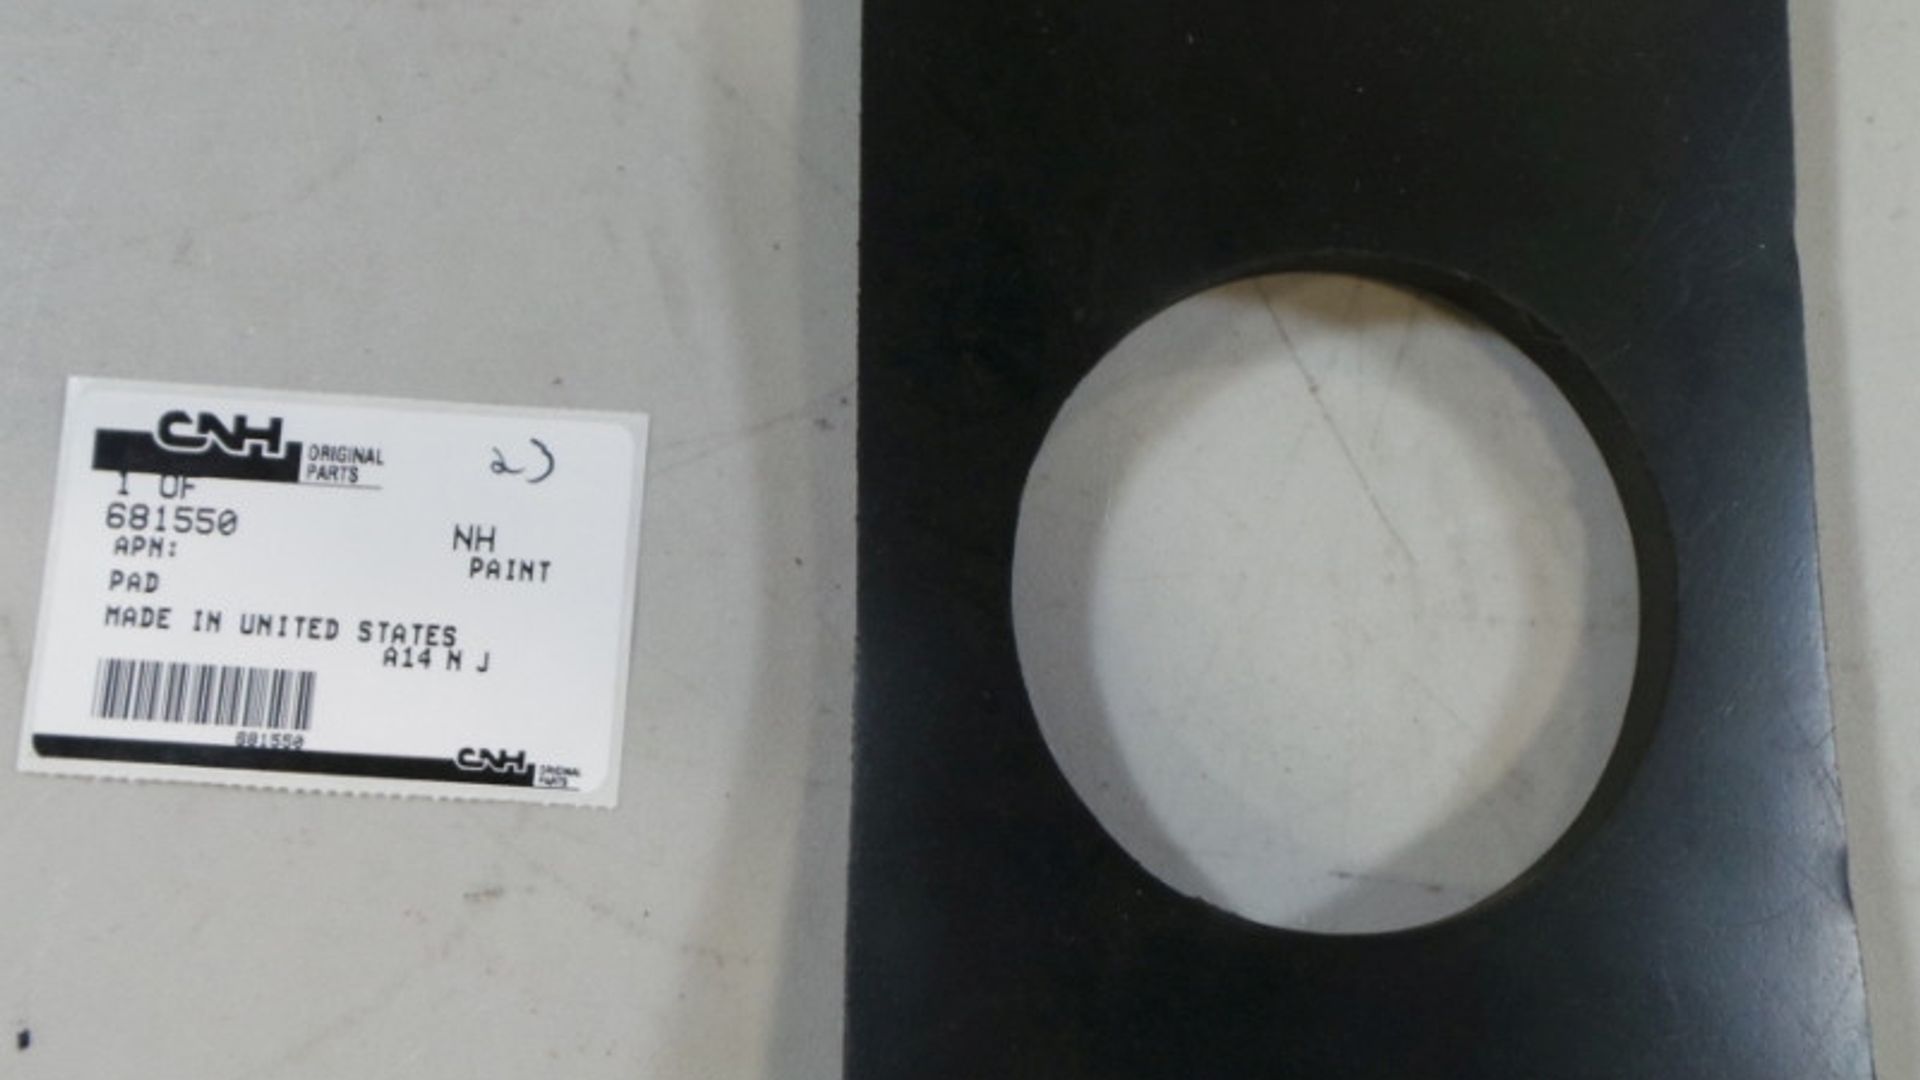 CNH ORIGINAL PARTS
2)
1 OF
681550
NH
APN:
PAINT
PAD
MADE IN UNITED STATES
A14 N J
681550
CNH ORIGINAL PARTS